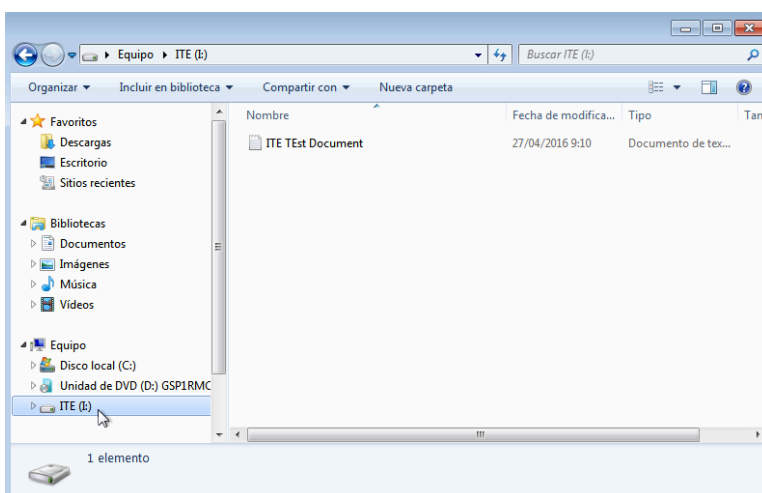 Equipo ▸ ITE (I:)
Buscar ITE (I:)
Organizar
Incluir en biblioteca
Compartir con
Nueva carpeta
Nombre
Fecha de modifica...
Tipo
Tam
ITE TEst Document
27/04/2016 9:10
Documento de tex...
Favoritos
Descargas
Escritorio
Sitios recientes
Bibliotecas
Documentos
Imágenes
Música
Vídeos
Equipo
Disco local (C:)
Unidad de DVD (D:) GSP1RMC
ITE (I:)
1 elemento